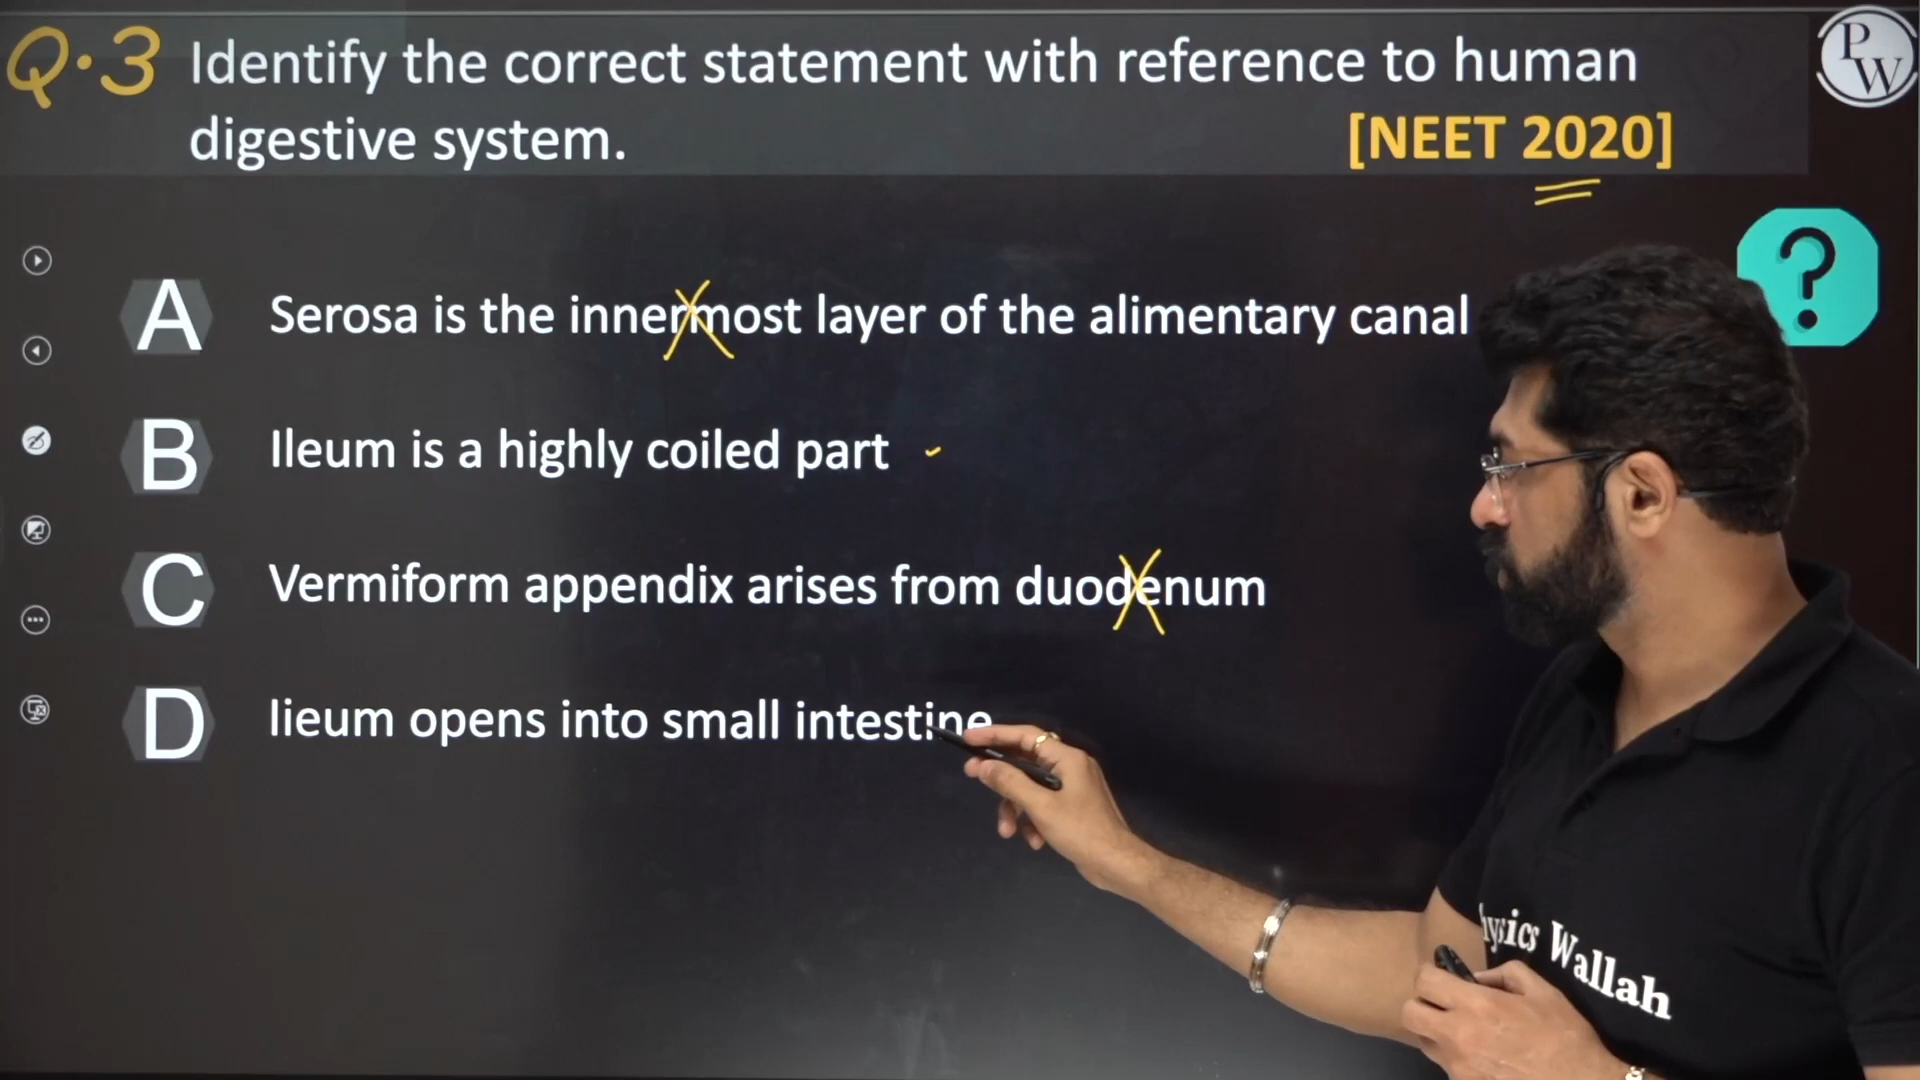 Q.3 Identify the correct statement with reference to human
digestive system. [NEET 2020]
PW
A Serosa is the innermost layer of the alimentary canal
?
B Ileum is a highly coiled part
C Vermiform appendix arises from duodenum
D Iieum opens into small intestine
hysics Wallah